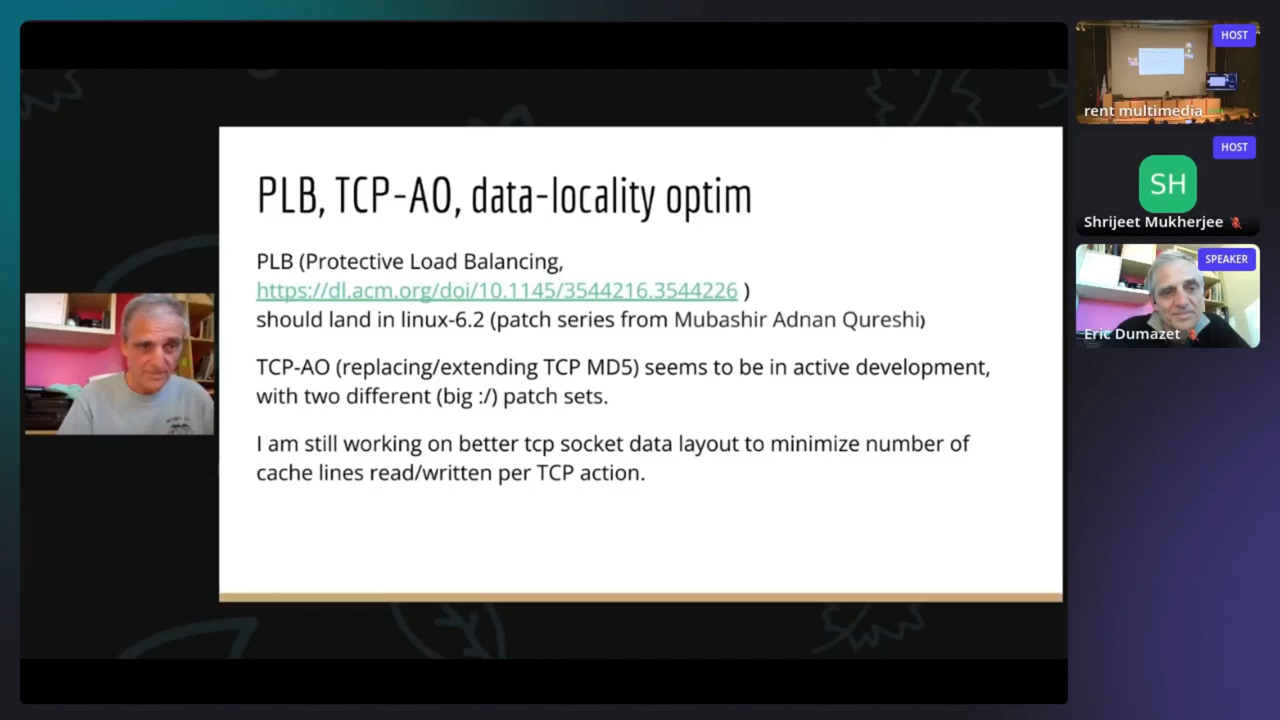 PLB, TCP-AO, data-locality optim
PLB (Protective Load Balancing,
https://dl.acm.org/doi/10.1145/3544216.3544226 )
should land in linux-6.2 (patch series from Mubashir Adnan Qureshi)
TCP-AO (replacing/extending TCP MD5) seems to be in active development,
with two different (big :/) patch sets.
I am still working on better tcp socket data layout to minimize number of
cache lines read/written per TCP action.
HOST
rent multimedia
HOST
SH
Shrijeet Mukherjee
SPEAKER
Eric Dumazet